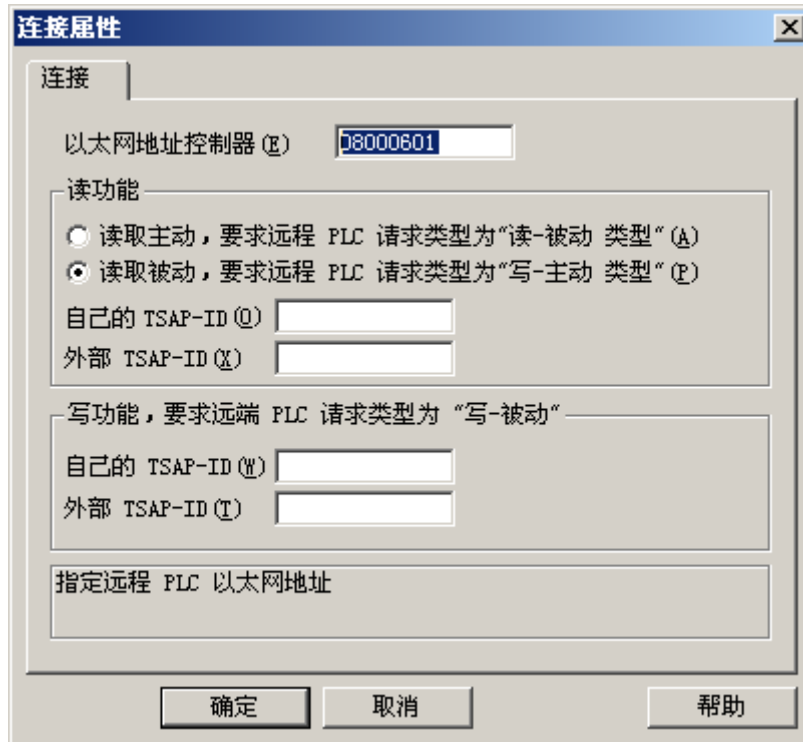 连接属性
连接
以太网地址控制器(E) 08000601
读功能
读取主动，要求远程 PLC 请求类型为"读-被动 类型"(A)
读取被动，要求远程 PLC 请求类型为"写-主动 类型"(P)
自己的 TSAP-ID(O)
外部 TSAP-ID(X)
写功能，要求远端 PLC 请求类型为 "写-被动"
自己的 TSAP-ID(W)
外部 TSAP-ID(T)
指定远程 PLC 以太网地址
确定 取消 帮助